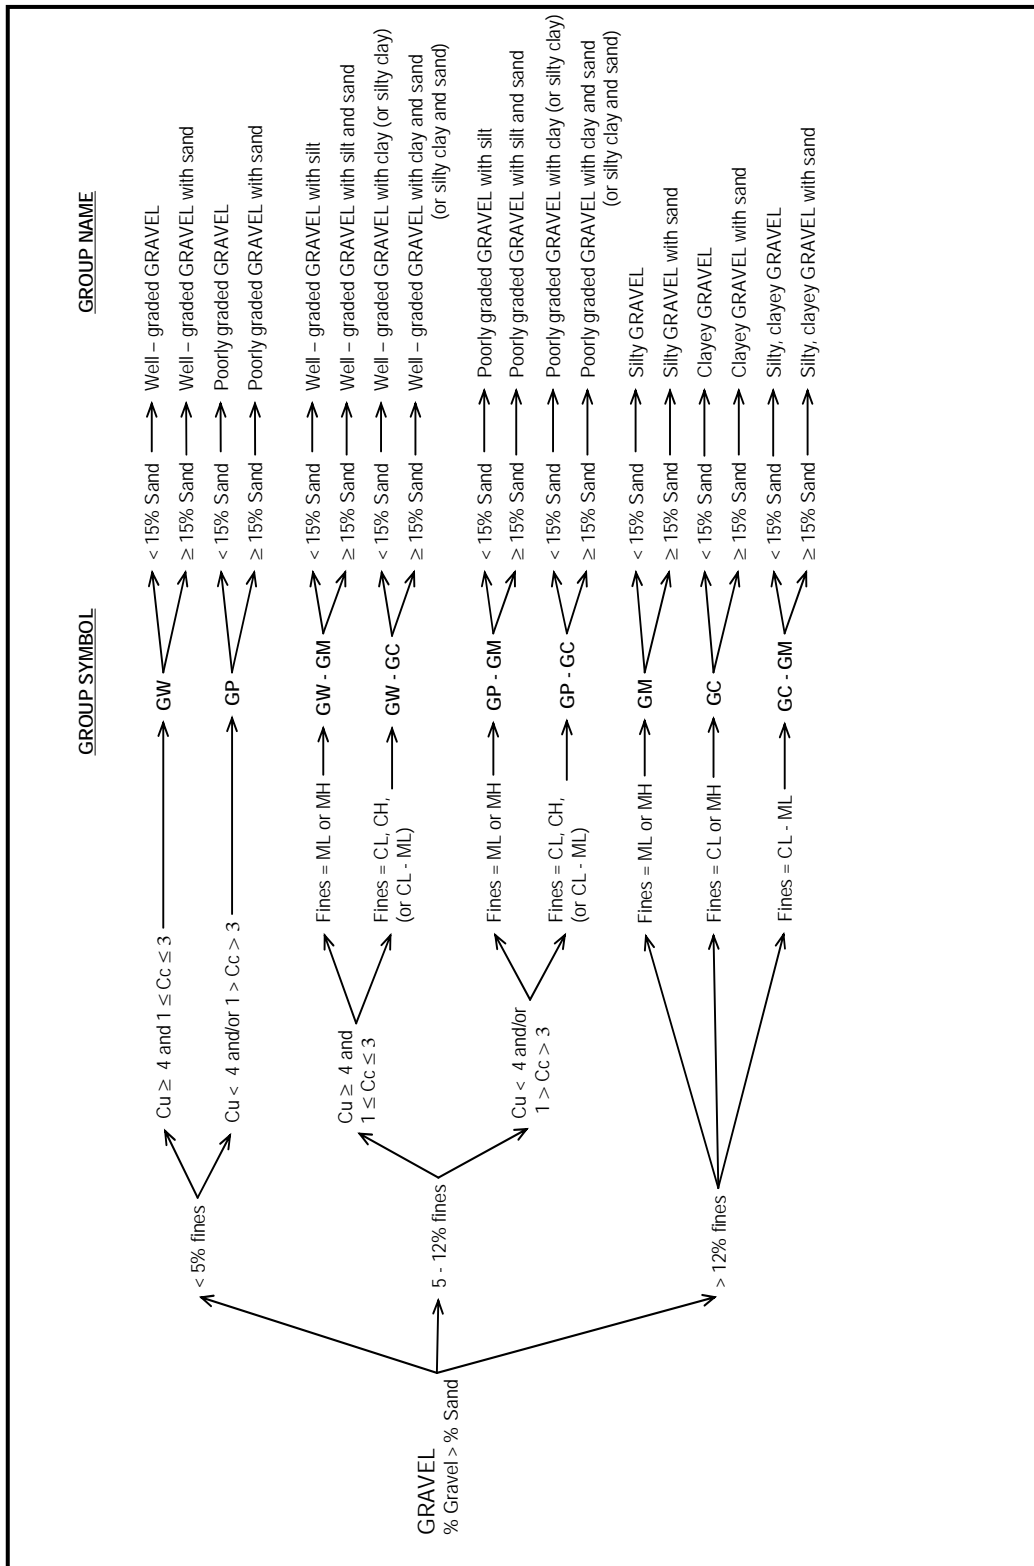 GROUP SYMBOL
GROUP NAME
GRAVEL
% Gravel > % Sand
< 5% fines
Cu ≥ 4 and 1 ≤ Cc ≤ 3
GW
< 15% Sand
Well – graded GRAVEL
≥ 15% Sand
Well – graded GRAVEL with sand
Cu < 4 and/or 1 > Cc > 3
GP
< 15% Sand
Poorly graded GRAVEL
≥ 15% Sand
Poorly graded GRAVEL with sand
5 - 12% fines
Cu ≥ 4 and
1 ≤ Cc ≤ 3
Fines = ML or MH
GW - GM
< 15% Sand
Well – graded GRAVEL with silt
≥ 15% Sand
Well – graded GRAVEL with silt and sand
Fines = CL, CH,
(or CL - ML)
GW - GC
< 15% Sand
Well – graded GRAVEL with clay (or silty clay)
≥ 15% Sand
Well – graded GRAVEL with clay and sand
(or silty clay and sand)
Cu < 4 and/or
1 > Cc > 3
Fines = ML or MH
GP - GM
< 15% Sand
Poorly graded GRAVEL with silt
≥ 15% Sand
Poorly graded GRAVEL with silt and sand
Fines = CL, CH,
(or CL - ML)
GP - GC
< 15% Sand
Poorly graded GRAVEL with clay (or silty clay)
≥ 15% Sand
Poorly graded GRAVEL with clay and sand
(or silty clay and sand)
> 12% fines
Fines = ML or MH
GM
< 15% Sand
Silty GRAVEL
≥ 15% Sand
Silty GRAVEL with sand
Fines = CL or MH
GC
< 15% Sand
Clayey GRAVEL
≥ 15% Sand
Clayey GRAVEL with sand
Fines = CL - ML
GC - GM
< 15% Sand
Silty, clayey GRAVEL
≥ 15% Sand
Silty, clayey GRAVEL with sand